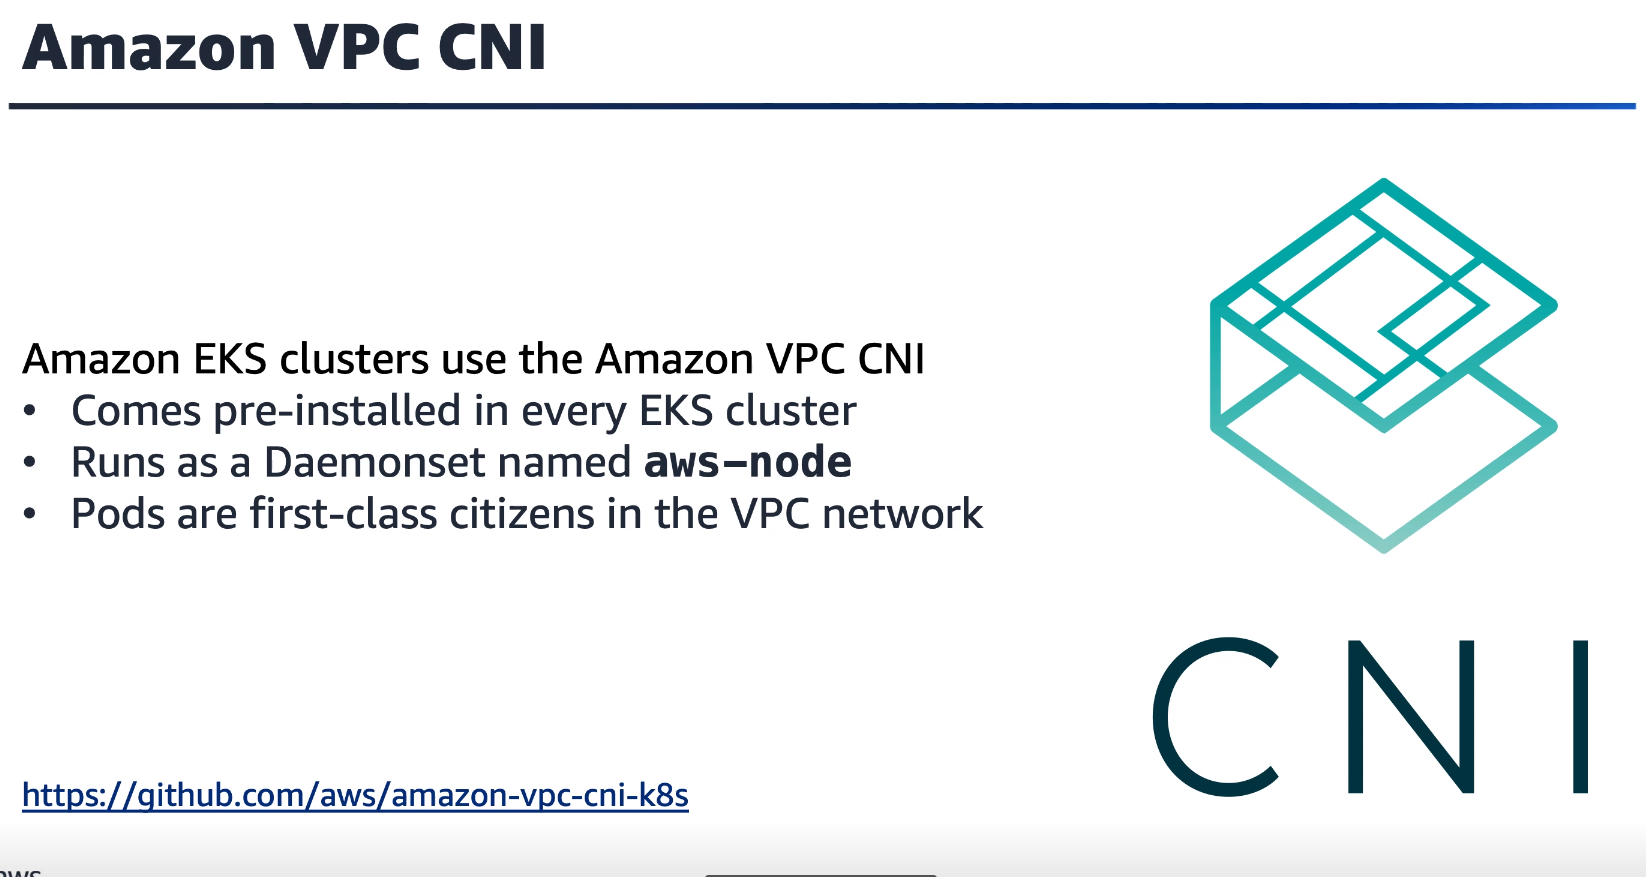 Amazon VPC CNI
Amazon EKS clusters use the Amazon VPC CNI
• Comes pre-installed in every EKS cluster
• Runs as a Daemonset named aws-node
• Pods are first-class citizens in the VPC network
CNI
https://github.com/aws/amazon-vpc-cni-k8s